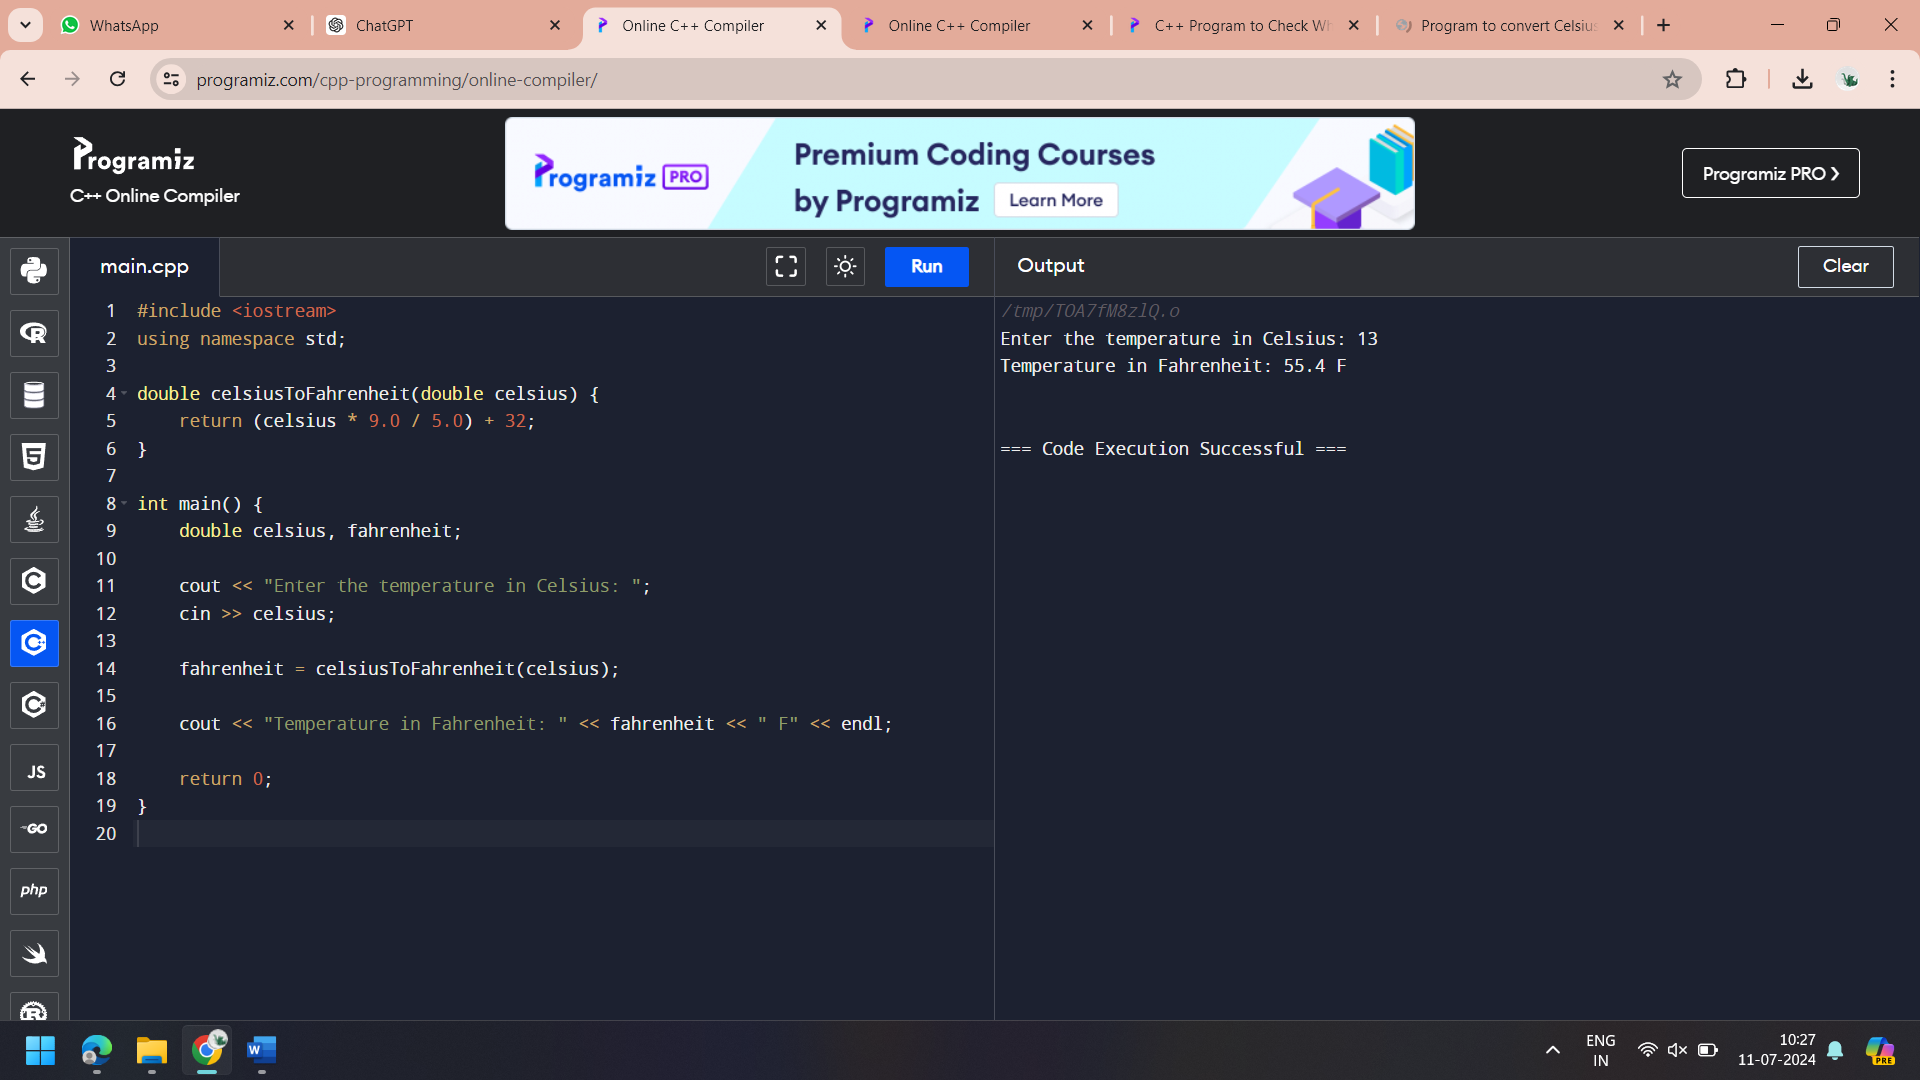 WhatsApp
ChatGPT
Online C++ Compiler
Online C++ Compiler
C++ Program to Check Wh
Program to convert Celsius
programiz.com/cpp-programming/online-compiler/
Programiz
C++ Online Compiler
Programiz PRO
Premium Coding Courses
by Programiz
Learn More
Programiz PRO ❯
main.cpp
Run
Output
Clear
1 #include <iostream>
2 using namespace std;
3
4 double celsiusToFahrenheit(double celsius) {
5     return (celsius * 9.0 / 5.0) + 32;
6 }
7
8 int main() {
9     double celsius, fahrenheit;
10
11     cout << "Enter the temperature in Celsius: ";
12     cin >> celsius;
13
14     fahrenheit = celsiusToFahrenheit(celsius);
15
16     cout << "Temperature in Fahrenheit: " << fahrenheit << " F" << endl;
17
18     return 0;
19 }
20
/tmp/TOA7fM8zlQ.o
Enter the temperature in Celsius: 13
Temperature in Fahrenheit: 55.4 F
=== Code Execution Successful ===
R
5
C
C+
C#
JS
GO
php
R
W
ENG
IN
10:27
11-07-2024
PRE